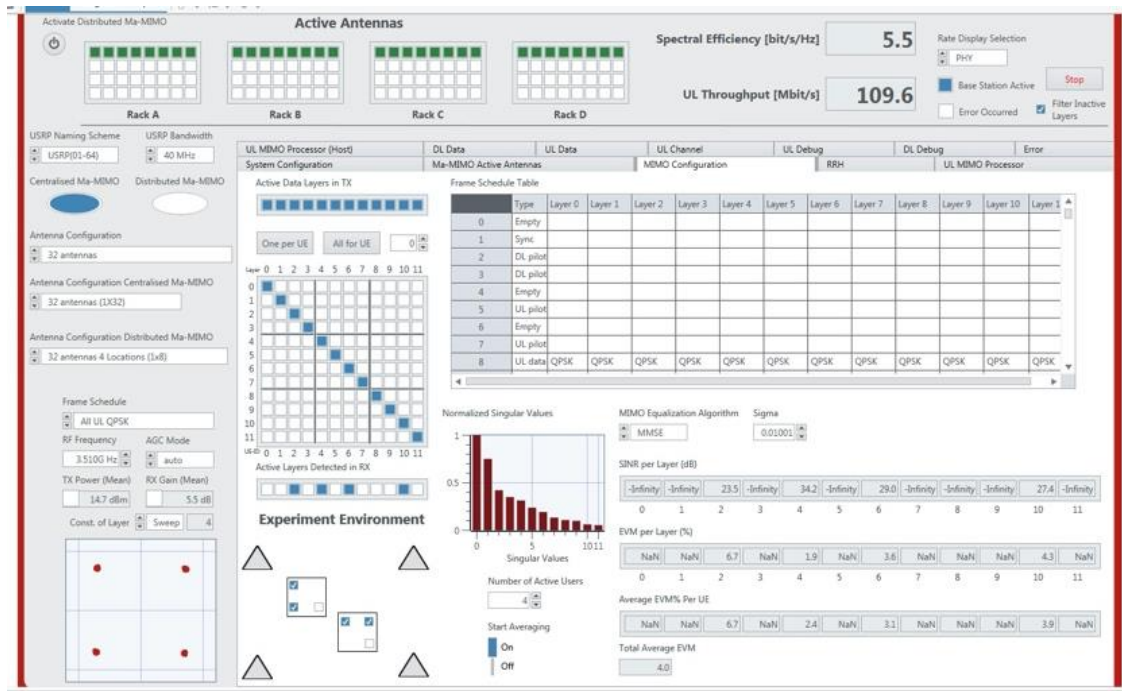 Activate Distributed Ma-MIMO
Active Antennas
Rack A Rack B Rack C Rack D
Spectral Efficiency [bit/s/Hz] 5.5
UL Throughput [Mbit/s] 109.6
Rate Display Selection
PHY
Base Station Active
Stop
Error Occurred
Filter Inactive Layers
USRP Naming Scheme USRP Bandwidth
USRP(01-64) 40 MHz
Centralised Ma-MIMO Distributed Ma-MIMO
Antenna Configuration
32 antennas
Antenna Configuration Centralised Ma-MIMO
32 antennas (1X32)
Antenna Configuration Distributed Ma-MIMO
32 antennas 4 Locations (1x8)
Frame Schedule
All UL QPSK
RF Frequency AGC Mode
3.510G Hz auto
TX Power (Mean) RX Gain (Mean)
14.7 dBm 5.5 dB
Const. of Layer Sweep 4
UL MIMO Processor (Host) DL Data UL Data UL Channel UL Debug DL Debug Error
System Configuration Ma-MIMO Active Antennas MIMO Configuration RRH UL MIMO Processor
Active Data Layers in TX
One per UE All for UE 0
Layer 0 1 2 3 4 5 6 7 8 9 10 11
0
1
2
3
4
5
6
7
8
9
10
11
UE-ID 0 1 2 3 4 5 6 7 8 9 10 11
Active Layers Detected in RX
Experiment Environment
Frame Schedule Table
Type Layer 0 Layer 1 Layer 2 Layer 3 Layer 4 Layer 5 Layer 6 Layer 7 Layer 8 Layer 9 Layer 10 Layer 1
0 Empty
1 Sync
2 DL pilot
3 DL pilot
4 Empty
5 UL pilot
6 Empty
7 UL pilot
8 UL data QPSK QPSK QPSK QPSK QPSK QPSK QPSK QPSK QPSK QPSK QPSK QPSK
Normalized Singular Values
1
0.5
0
0 5 10 11
Singular Values
Number of Active Users
4
Start Averaging
On
Off
MIMO Equalization Algorithm Sigma
MMSE 0.01001
SINR per Layer (dB)
-Infinity -Infinity 23.5 -Infinity 34.2 -Infinity 29.0 -Infinity -Infinity -Infinity 27.4 -Infinity
0 1 2 3 4 5 6 7 8 9 10 11
EVM per Layer (%)
NaN NaN 6.7 NaN 1.9 NaN 3.6 NaN NaN NaN 4.3 NaN
0 1 2 3 4 5 6 7 8 9 10 11
Average EVM% Per UE
NaN NaN 6.7 NaN 2.4 NaN 3.1 NaN NaN NaN 3.9 NaN
Total Average EVM
4.0